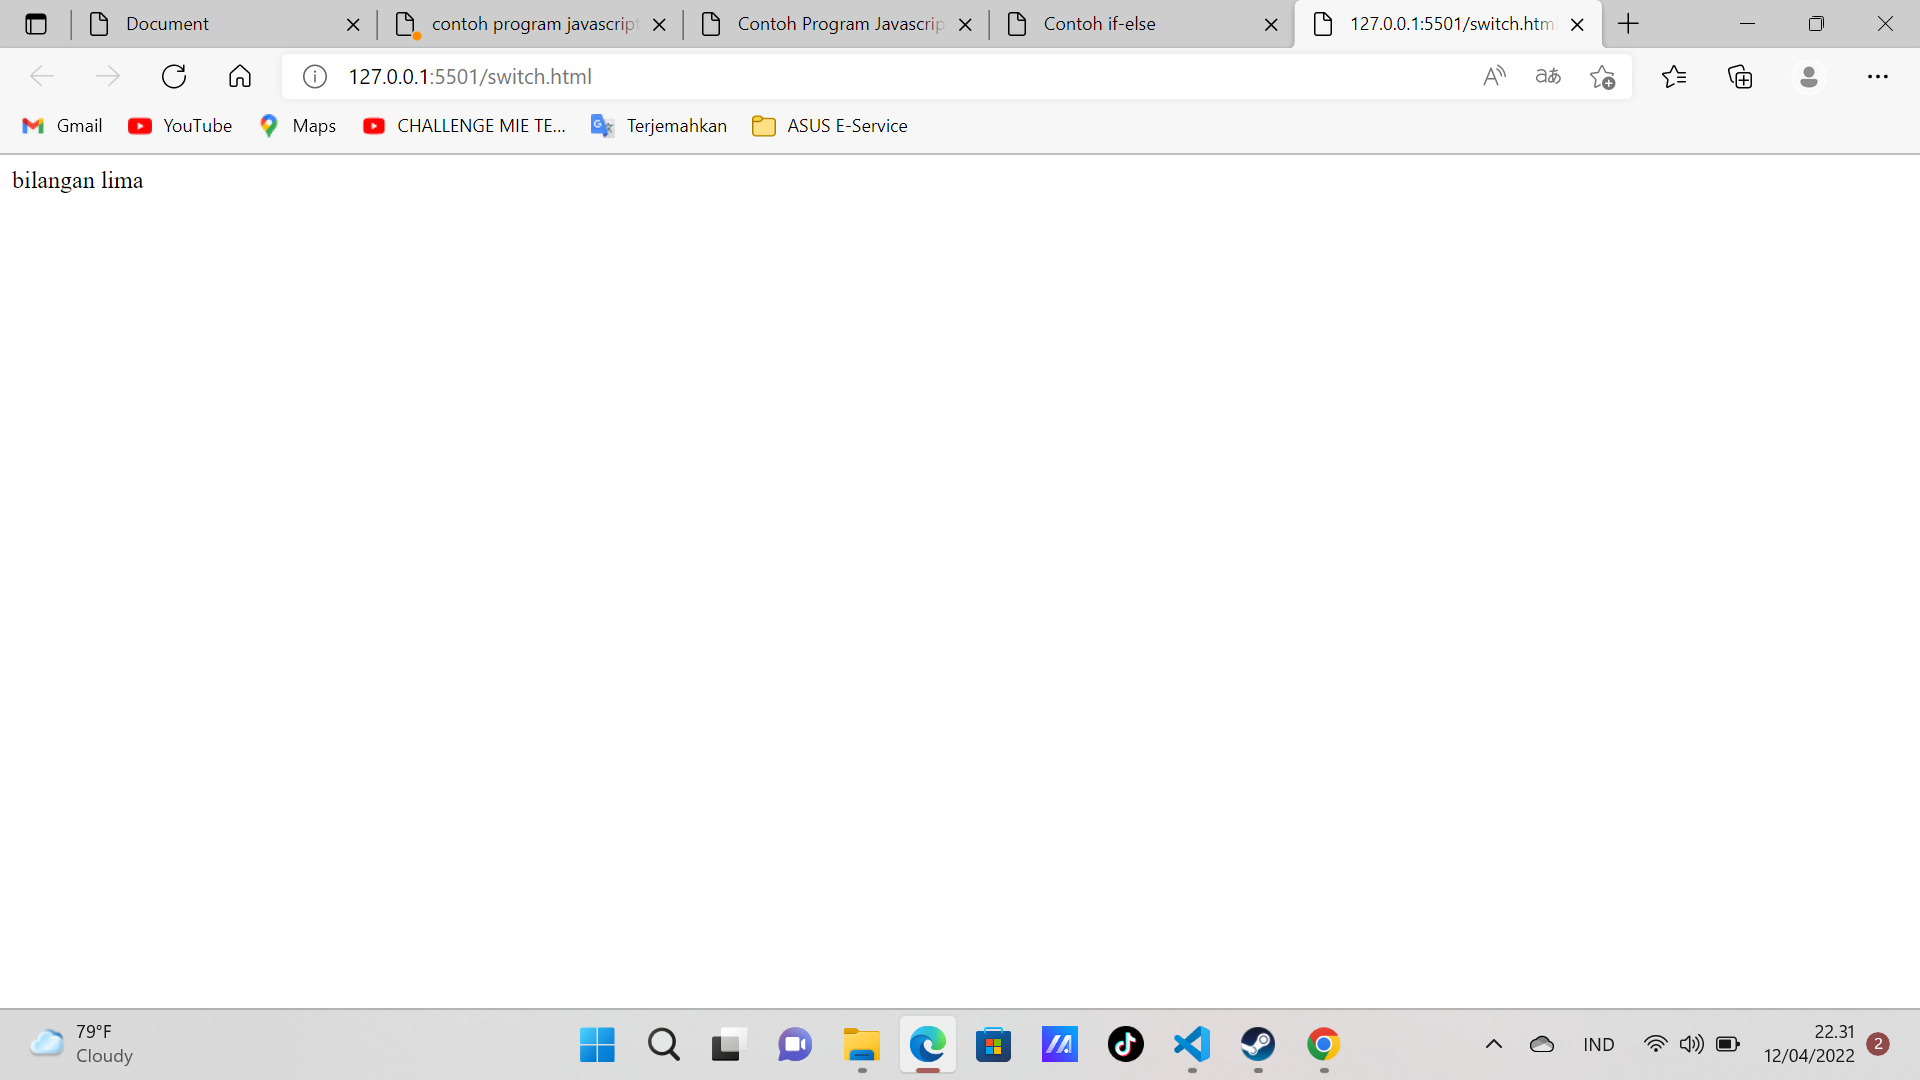 Document
contoh program javascript
Contoh Program Javascrip
Contoh if-else
127.0.0.1:5501/switch.htm
127.0.0.1:5501/switch.html
Gmail
YouTube
Maps
CHALLENGE MIE TE...
Terjemahkan
ASUS E-Service
bilangan lima
79°F
Cloudy
IND
22.31
12/04/2022
2